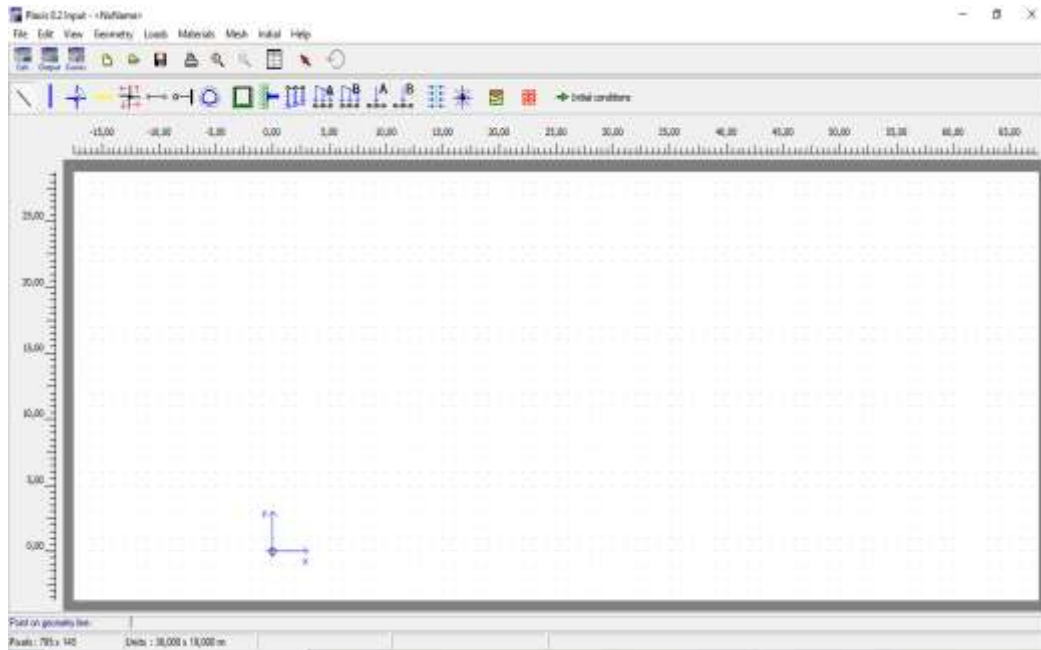 Plaxis 8.2 Input - <NoName>
File Edit View Geometry Loads Materials Mesh Initial Help
Output
A B A B
Initial conditions
-15,00 -10,00 -5,00 0,00 5,00 10,00 15,00 20,00 25,00 30,00 35,00 40,00 45,00 50,00 55,00 60,00 65,00
25,00
20,00
15,00
10,00
5,00
0,00
Y
x
Point on geometry line